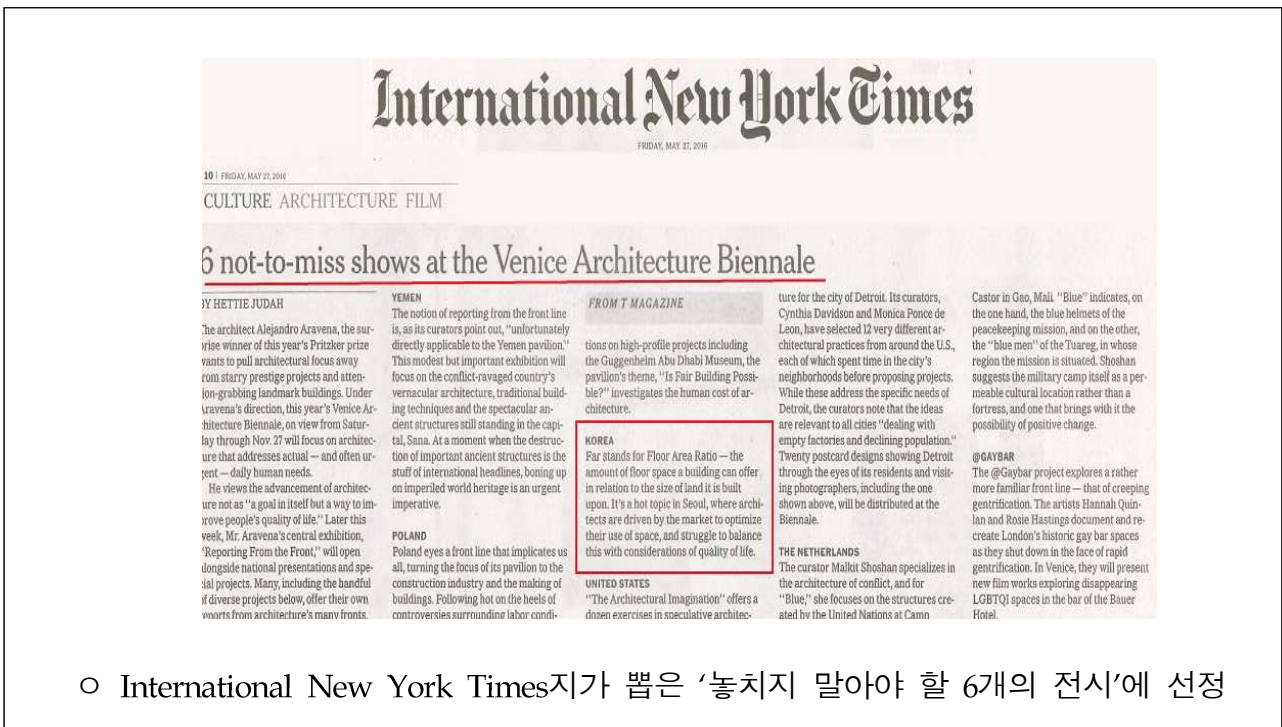 International New York Times
FRIDAY, MAY 27, 2016
10 | FRIDAY, MAY 27, 2016
CULTURE ARCHITECTURE FILM
6 not-to-miss shows at the Venice Architecture Biennale
BY HETTIE JUDAH
The architect Alejandro Aravena, the sur-
prise winner of this year's Pritzker prize
wants to pull architectural focus away
from starry prestige projects and atten-
tion-grabbing landmark buildings. Under
Aravena's direction, this year's Venice Ar-
chitecture Biennale, on view from Satur-
day through Nov. 27 will focus on architec-
ture that addresses actual — and often ur-
gent — daily human needs.
He views the advancement of architec-
ture not as "a goal in itself but a way to im-
prove people's quality of life." Later this
week, Mr. Aravena's central exhibition,
"Reporting From the Front," will open
alongside national presentations and spe-
cial projects. Many, including the handful
of diverse projects below, offer their own
reports from architecture's many fronts.
YEMEN
The notion of reporting from the front line
is, as its curators point out, "unfortunately
directly applicable to the Yemen pavilion."
This modest but important exhibition will
focus on the conflict-ravaged country's
vernacular architecture, traditional build-
ing techniques and the spectacular an-
cient structures still standing in the capi-
tal, Sana. At a moment when the destruc-
tion of important ancient structures is the
stuff of international headlines, boning up
on imperiled world heritage is an urgent
imperative.
POLAND
Poland eyes a front line that implicates us
all, turning the focus of its pavilion to the
construction industry and the making of
buildings. Following hot on the heels of
controversies surrounding labor condi-
FROM T MAGAZINE
tions on high-profile projects including
the Guggenheim Abu Dhabi Museum, the
pavilion's theme, "Is Fair Building Possi-
ble?" investigates the human cost of ar-
chitecture.
KOREA
Far stands for Floor Area Ratio — the
amount of floor space a building can offer
in relation to the size of land it is built
upon. It's a hot topic in Seoul, where archi-
tects are driven by the market to optimize
their use of space, and struggle to balance
this with considerations of quality of life.
UNITED STATES
"The Architectural Imagination" offers a
dozen exercises in speculative architec-
ture for the city of Detroit. Its curators,
Cynthia Davidson and Monica Ponce de
Leon, have selected 12 very different ar-
chitectural practices from around the U.S.,
each of which spent time in the city's
neighborhoods before proposing projects.
While these address the specific needs of
Detroit, the curators note that the ideas
are relevant to all cities "dealing with
empty factories and declining population."
Twenty postcard designs showing Detroit
through the eyes of its residents and visit-
ing photographers, including the one
shown above, will be distributed at the
Biennale.
THE NETHERLANDS
The curator Malkit Shoshan specializes in
the architecture of conflict, and for
"Blue," she focuses on the structures cre-
ated by the United Nations at Camp
Castor in Gao, Mali. "Blue" indicates, on
the one hand, the blue helmets of the
peacekeeping mission, and on the other,
the "blue men" of the Tuareg, in whose
region the mission is situated. Shoshan
suggests the military camp itself as a per-
meable cultural location rather than a
fortress, and one that brings with it the
possibility of positive change.
@GAYBAR
The @Gaybar project explores a rather
more familiar front line — that of creeping
gentrification. The artists Hannah Quin-
lan and Rosie Hastings document and re-
create London's historic gay bar spaces
as they shut down in the face of rapid
gentrification. In Venice, they will present
new film works exploring disappearing
LGBTQI spaces in the bar of the Bauer
Hotel.
ㅇ International New York Times지가 뽑은 '놓치지 말아야 할 6개의 전시'에 선정